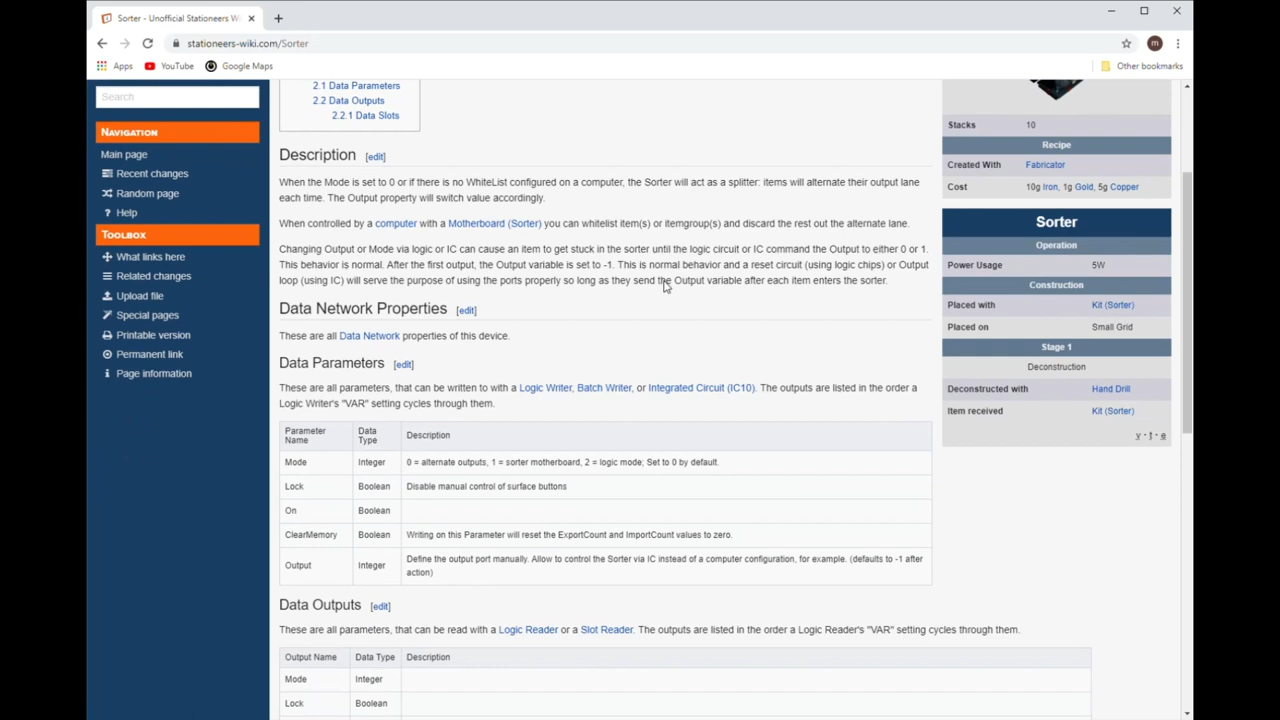 Sorter - Unofficial Stationeers W
stationeers-wiki.com/Sorter
m
Apps
YouTube
Google Maps
Other bookmarks
Search
Navigation
Main page
Recent changes
Random page
Help
Toolbox
What links here
Related changes
Upload file
Special pages
Printable version
Permanent link
Page information
2.1 Data Parameters
2.2 Data Outputs
2.2.1 Data Slots
Description [edit]
When the Mode is set to 0 or if there is no WhiteList configured on a computer, the Sorter will act as a splitter: items will alternate their output lane
each time. The Output property will switch value accordingly.
When controlled by a computer with a Motherboard (Sorter) you can whitelist item(s) or itemgroup(s) and discard the rest out the alternate lane.
Changing Output or Mode via logic or IC can cause an item to get stuck in the sorter until the logic circuit or IC command the Output to either 0 or 1.
This behavior is normal. After the first output, the Output variable is set to -1. This is normal behavior and a reset circuit (using logic chips) or Output
loop (using IC) will serve the purpose of using the ports properly so long as they send the Output variable after each item enters the sorter.
Data Network Properties [edit]
These are all Data Network properties of this device.
Data Parameters [edit]
These are all parameters, that can be written to with a Logic Writer, Batch Writer, or Integrated Circuit (IC10). The outputs are listed in the order a
Logic Writer's "VAR" setting cycles through them.
Parameter Name Data Type Description
Mode Integer 0 = alternate outputs, 1 = sorter motherboard, 2 = logic mode; Set to 0 by default.
Lock Boolean Disable manual control of surface buttons
On Boolean
ClearMemory Boolean Writing on this Parameter will reset the ExportCount and ImportCount values to zero.
Output Integer Define the output port manually. Allow to control the Sorter via IC instead of a computer configuration, for example. (defaults to -1 after
action)
Data Outputs [edit]
These are all parameters, that can be read with a Logic Reader or a Slot Reader. The outputs are listed in the order a Logic Reader's "VAR" setting cycles through them.
Output Name Data Type Description
Mode Integer
Lock Boolean
Stacks 10
Recipe
Created With Fabricator
Cost 10g Iron, 1g Gold, 5g Copper
Sorter
Operation
Power Usage 5W
Construction
Placed with Kit (Sorter)
Placed on Small Grid
Stage 1
Deconstruction
Deconstructed with Hand Drill
Item received Kit (Sorter)
v · t · e